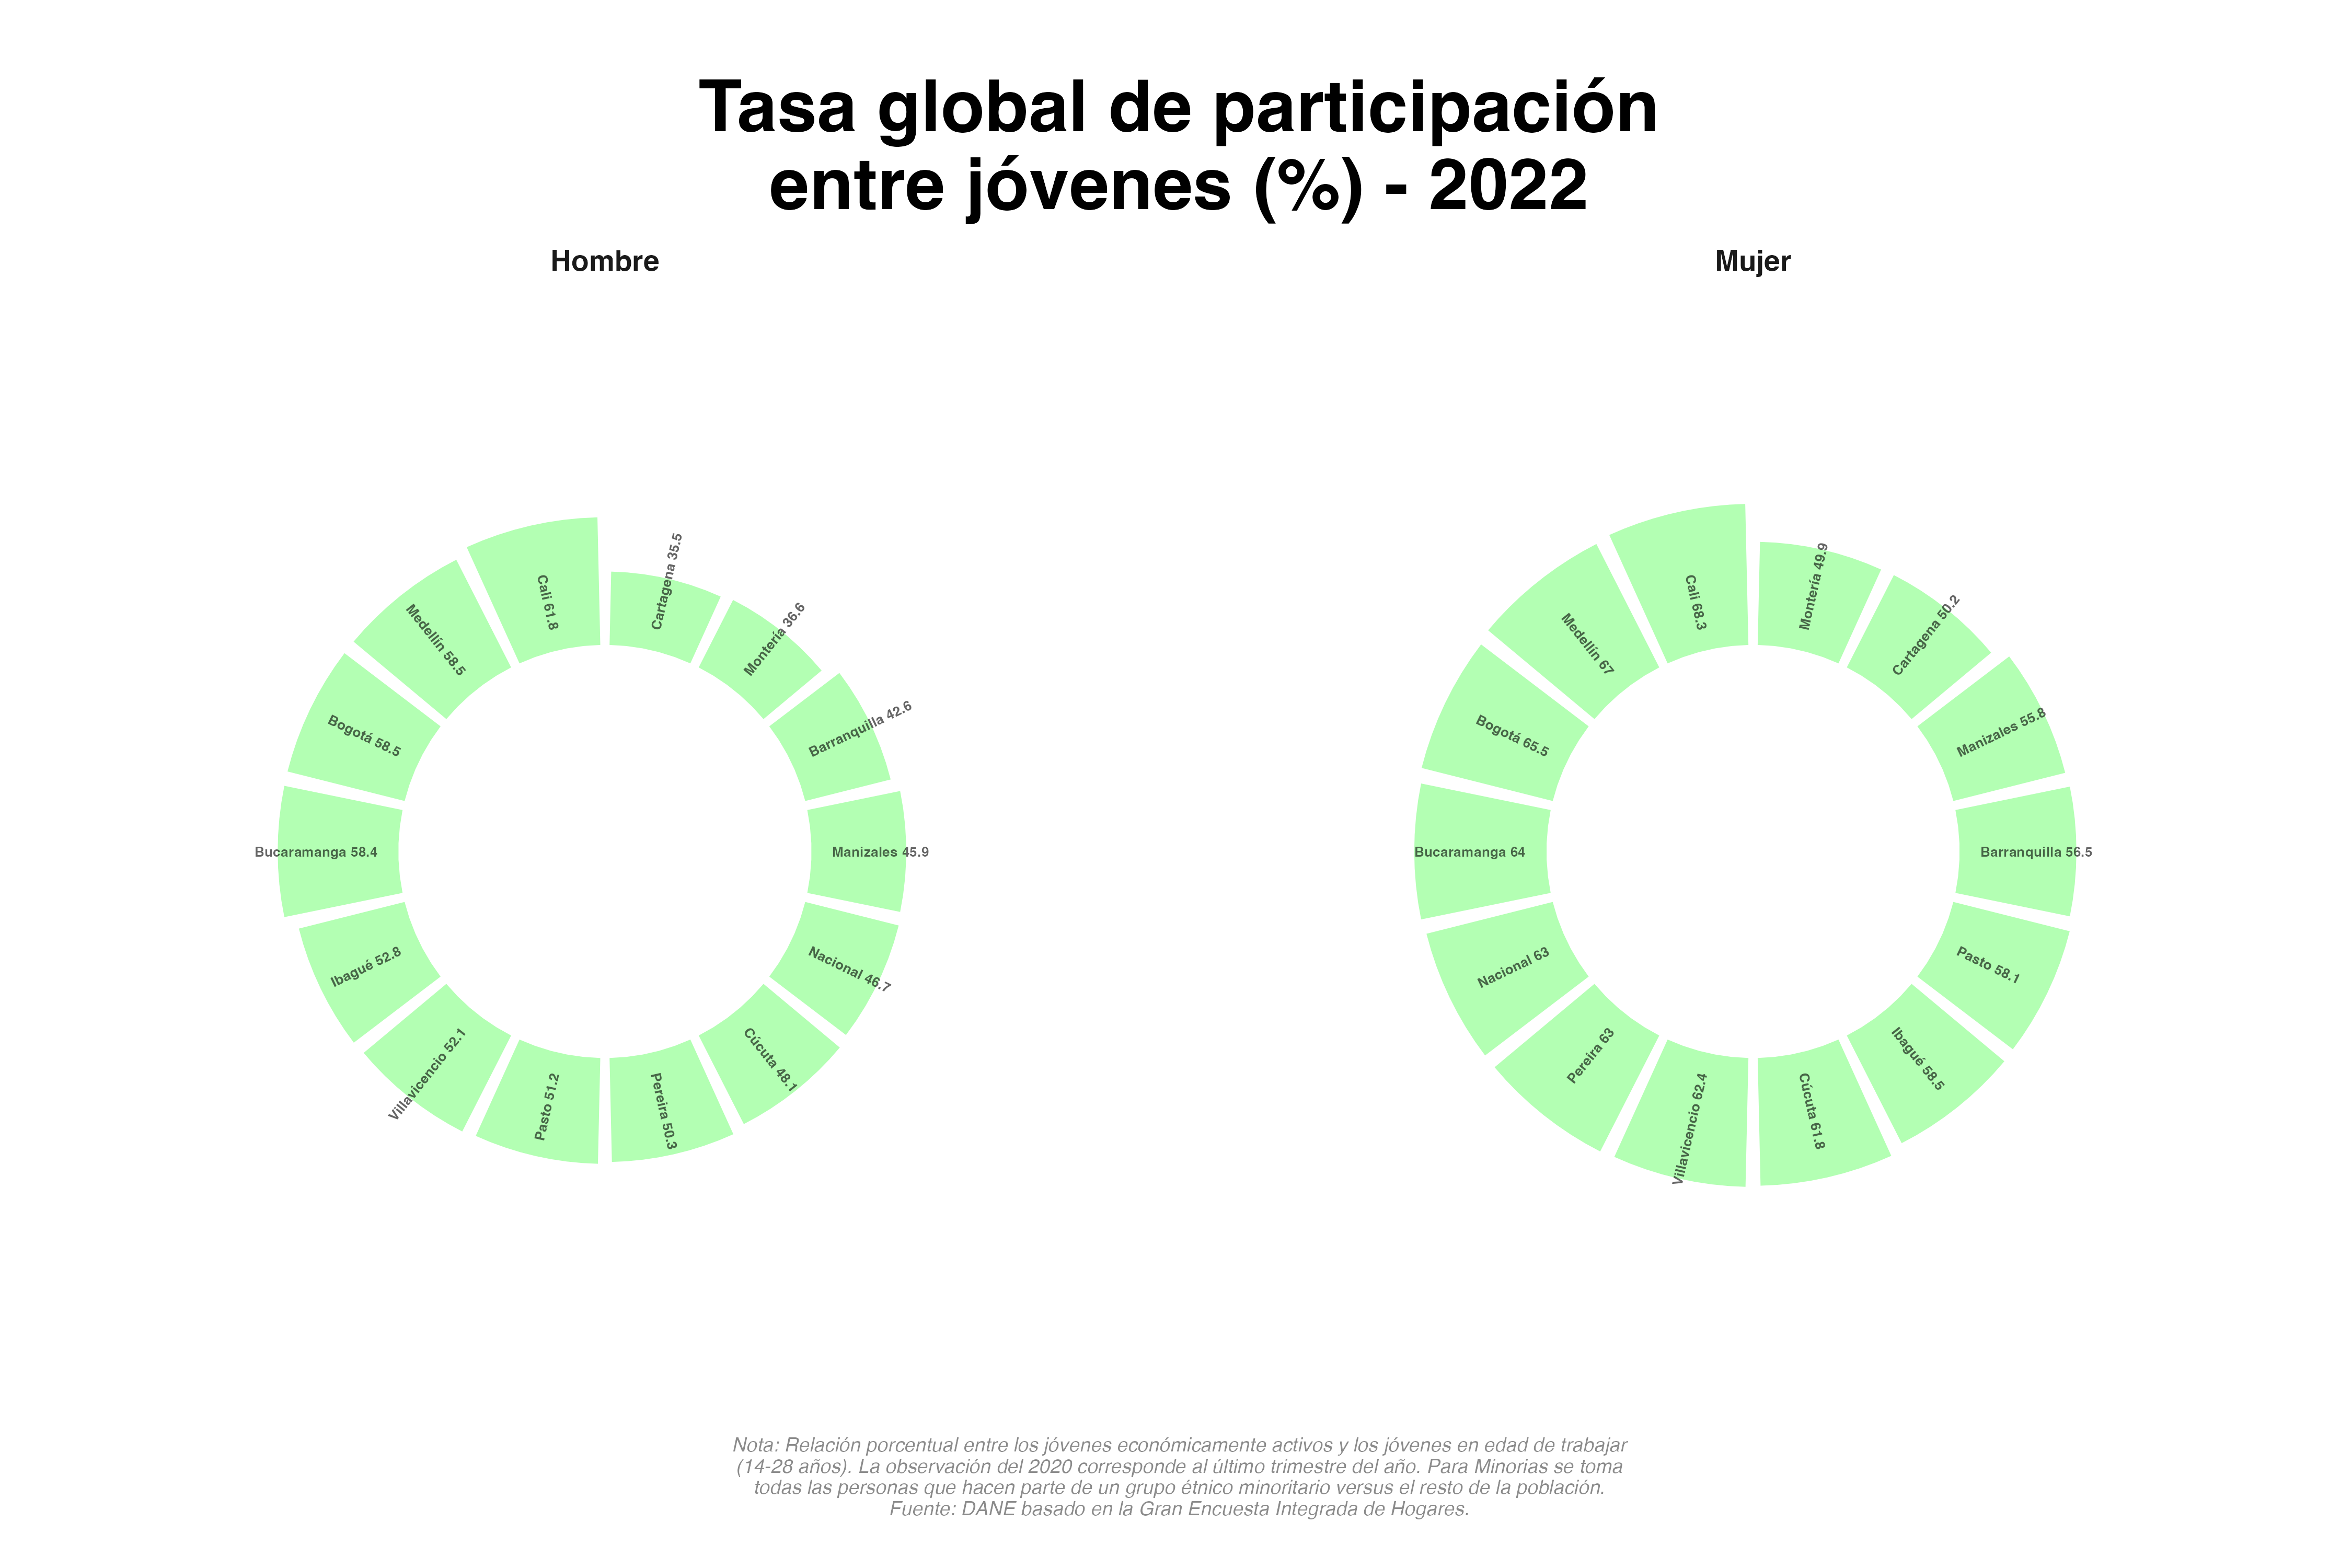 Tasa global de participación
entre jóvenes (%) - 2022
Hombre
Cartagena 35.5
Montería 36.6
Barranquilla 42.6
Manizales 45.9
Nacional 46.7
Cúcuta 48.1
Pereira 50.3
Pasto 51.2
Villavicencio 52.1
Ibagué 52.8
Bucaramanga 58.4
Bogotá 58.5
Medellín 58.5
Cali 61.8
Mujer
Montería 49.9
Cartagena 50.2
Manizales 55.8
Barranquilla 56.5
Pasto 58.1
Ibagué 58.5
Cúcuta 61.8
Villavicencio 62.4
Pereira 63
Nacional 63
Bucaramanga 64
Bogotá 65.5
Medellín 67
Cali 68.3
Nota: Relación porcentual entre los jóvenes económicamente activos y los jóvenes en edad de trabajar
(14-28 años). La observación del 2020 corresponde al último trimestre del año. Para Minorias se toma
todas las personas que hacen parte de un grupo étnico minoritario versus el resto de la población.
Fuente: DANE basado en la Gran Encuesta Integrada de Hogares.